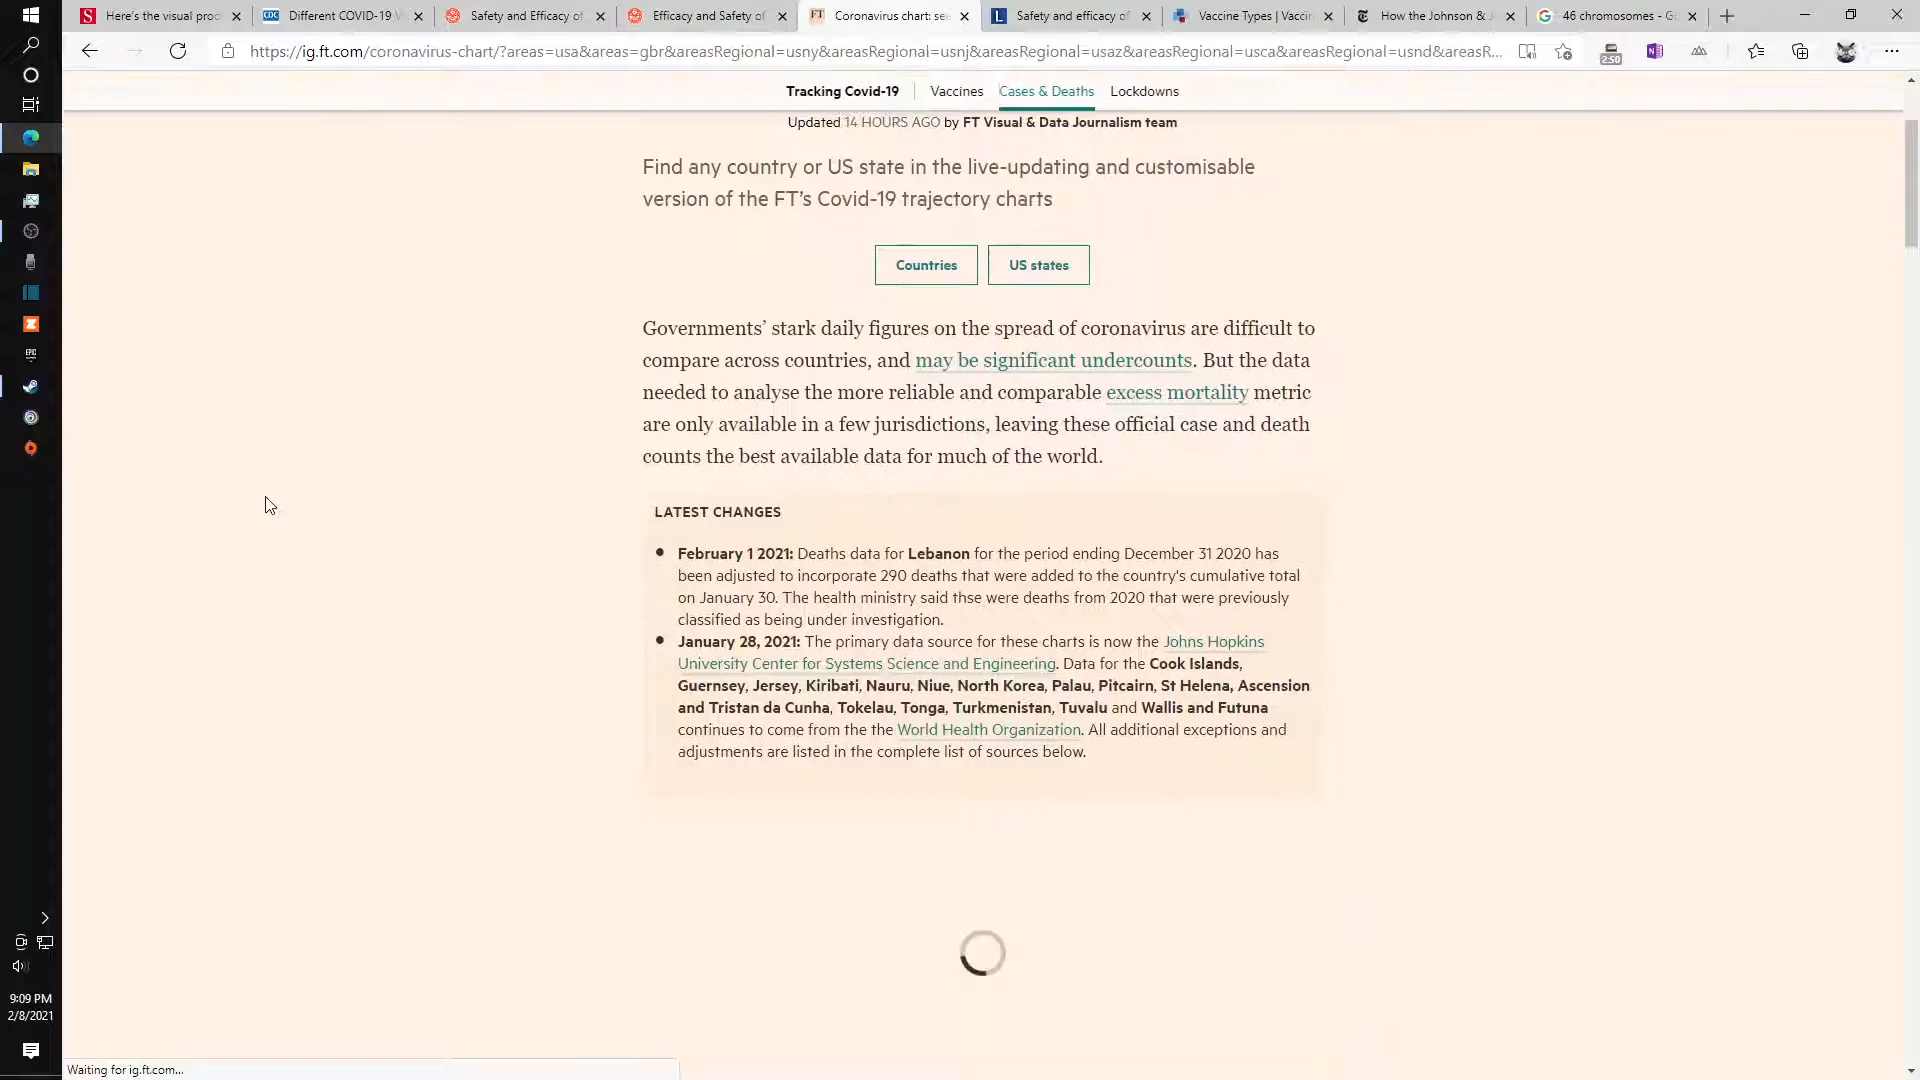 Here's the visual proc
Different COVID-19 V
Safety and Efficacy of
Efficacy and Safety of
FT
Coronavirus chart: see
L
Safety and efficacy of
Vaccine Types | Vaccin
How the Johnson & J
46 chromosomes - Go
https://ig.ft.com/coronavirus-chart/?areas=usa&areas=gbr&areasRegional=usny&areasRegional=usnj&areasRegional=usaz&areasRegional=usca&areasRegional=usnd&areasR...
2:50
Tracking Covid-19
Vaccines
Cases & Deaths
Lockdowns
Updated 14 HOURS AGO by FT Visual & Data Journalism team
Find any country or US state in the live-updating and customisable
version of the FT's Covid-19 trajectory charts
Countries
US states
Governments' stark daily figures on the spread of coronavirus are difficult to
compare across countries, and may be significant undercounts. But the data
needed to analyse the more reliable and comparable excess mortality metric
are only available in a few jurisdictions, leaving these official case and death
counts the best available data for much of the world.
LATEST CHANGES
February 1 2021: Deaths data for Lebanon for the period ending December 31 2020 has
been adjusted to incorporate 290 deaths that were added to the country's cumulative total
on January 30. The health ministry said thse were deaths from 2020 that were previously
classified as being under investigation.
January 28, 2021: The primary data source for these charts is now the Johns Hopkins
University Center for Systems Science and Engineering. Data for the Cook Islands,
Guernsey, Jersey, Kiribati, Nauru, Niue, North Korea, Palau, Pitcairn, St Helena, Ascension
and Tristan da Cunha, Tokelau, Tonga, Turkmenistan, Tuvalu and Wallis and Futuna
continues to come from the the World Health Organization. All additional exceptions and
adjustments are listed in the complete list of sources below.
9:09 PM
2/8/2021
Waiting for ig.ft.com...